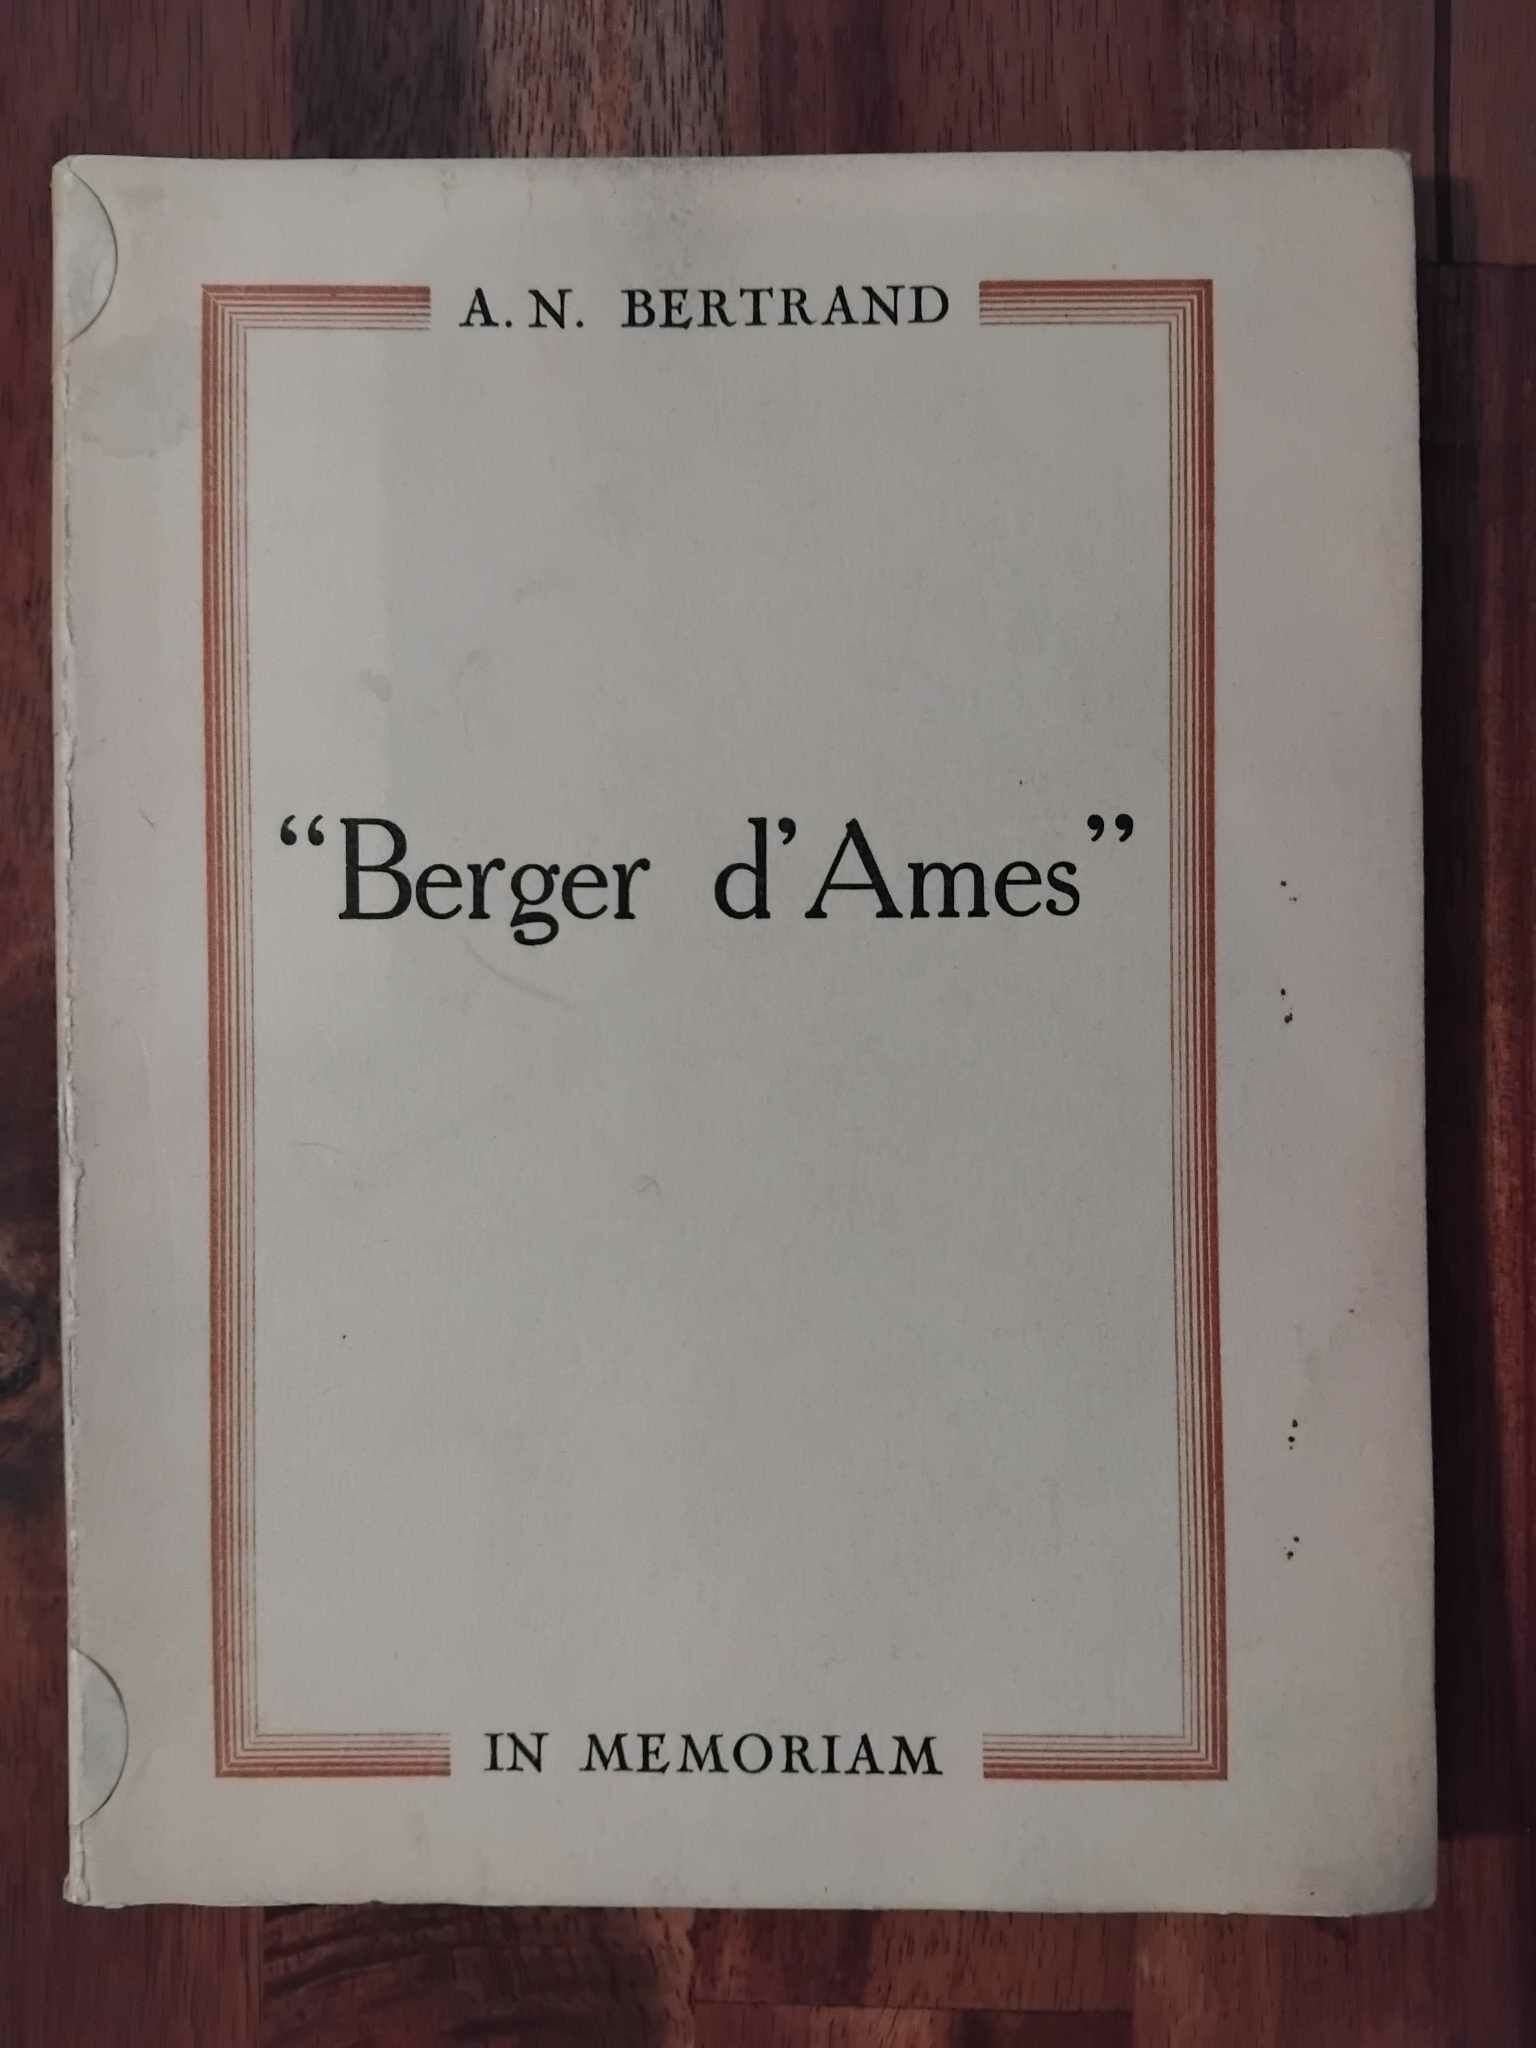 A. N. BERTRAND
“Berger d’Ames”
IN MEMORIAM